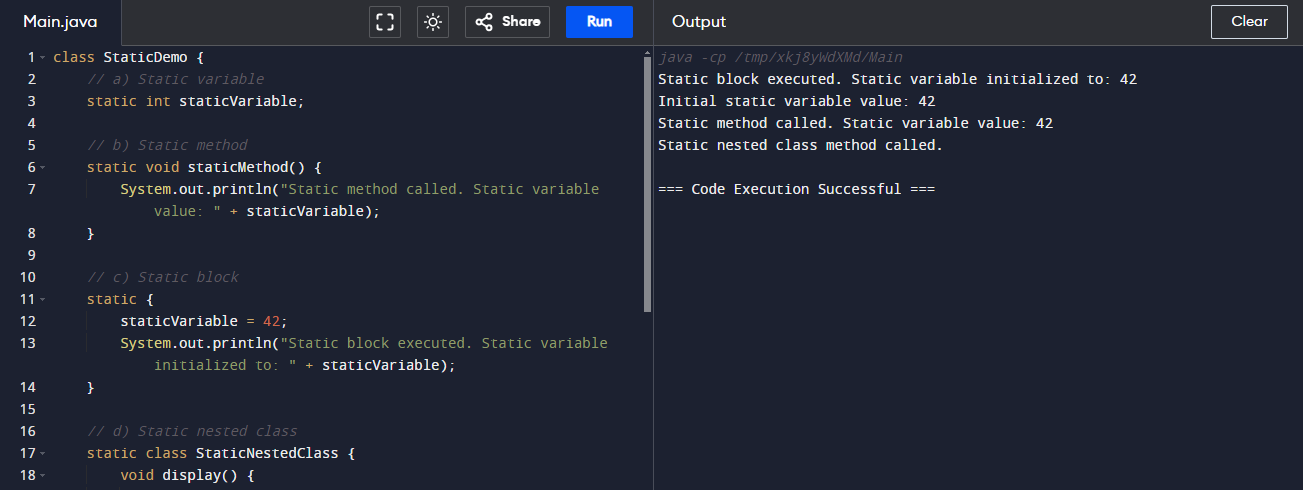 Main.java
Share
Run
Output
Clear
1 class StaticDemo {
2 // a) Static variable
3 static int staticVariable;
4
5 // b) Static method
6 static void staticMethod() {
7 System.out.println("Static method called. Static variable
value: " + staticVariable);
8 }
9
10 // c) Static block
11 static {
12 staticVariable = 42;
13 System.out.println("Static block executed. Static variable
initialized to: " + staticVariable);
14 }
15
16 // d) Static nested class
17 static class StaticNestedClass {
18 void display() {
java -cp /tmp/xkj8yWdXMd/Main
Static block executed. Static variable initialized to: 42
Initial static variable value: 42
Static method called. Static variable value: 42
Static nested class method called.
=== Code Execution Successful ===